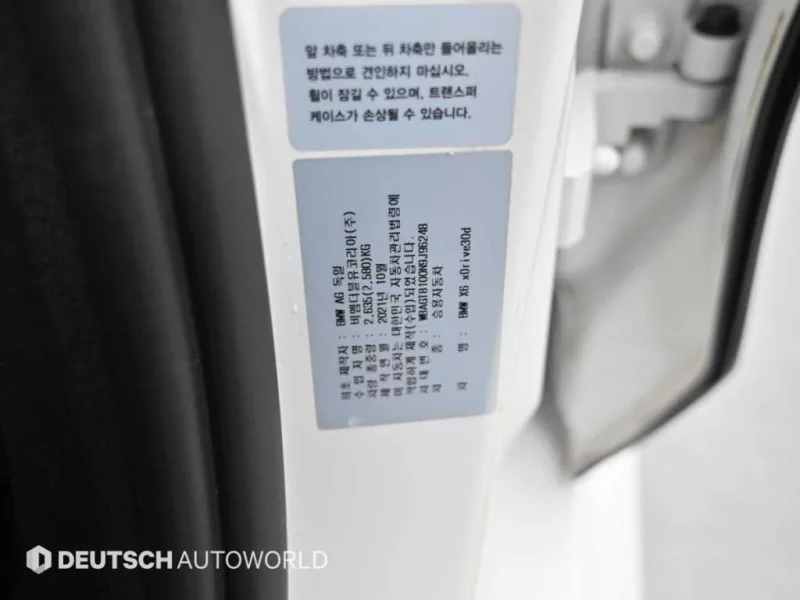 앞 차축 또는 뒤 차축만 들어올리는
방법으로 견인하지 마십시오.
휠이 잠길 수 있으며, 트랜스퍼
케이스가 손상될 수 있습니다.
최초 제작자 : BMW AG 독일
수 입 자 명 : 비엠더블유코리아(주)
차량 총중량 : 2,635(2,580)KG
제 작 연 월 : 2021년 10월
이 자동차는 대한민국 자동차관리법령에
적합하게 제작(수입)되었습니다.
차 대 번 호 : WBAGT8100N9J96248
차 종 : 승용자동차
차 명 : BMW X6 xDrive30d
DEUTSCH AUTOWORLD